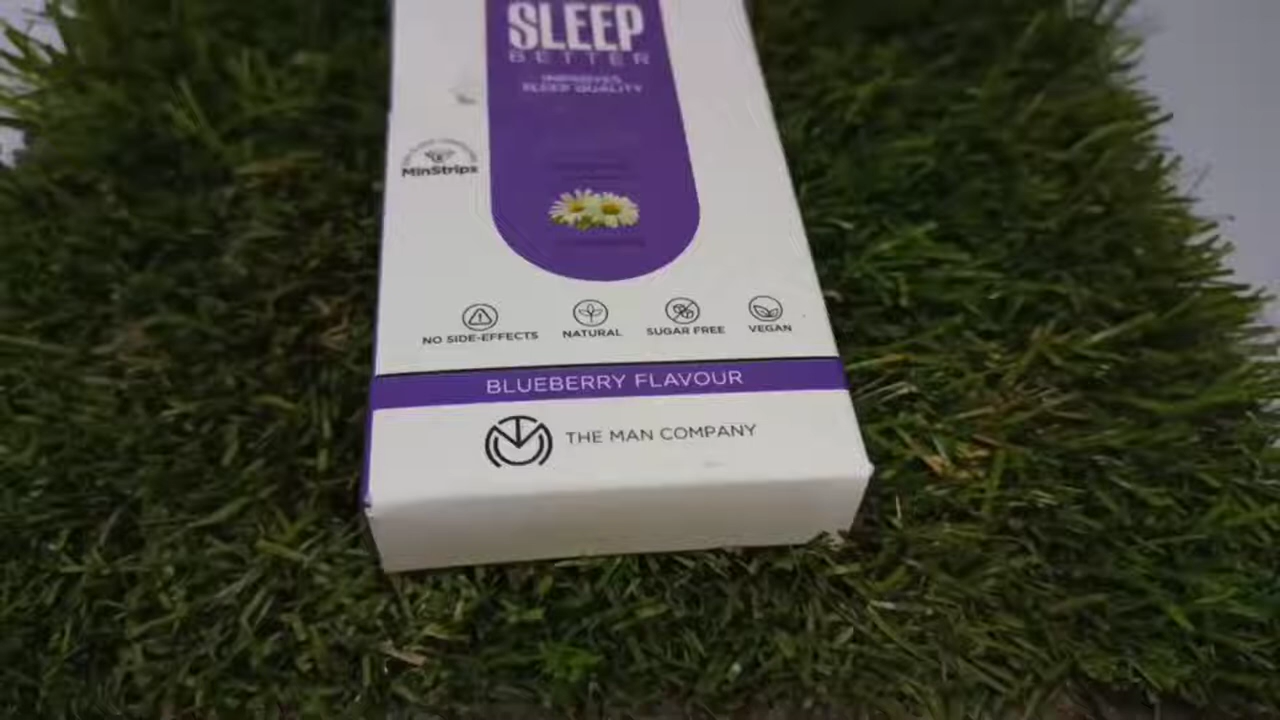 SLEEP
BETTER
IMPROVES
SLEEP QUALITY
MinStrips
NO SIDE-EFFECTS
NATURAL
SUGAR FREE
VEGAN
BLUEBERRY FLAVOUR
THE MAN COMPANY